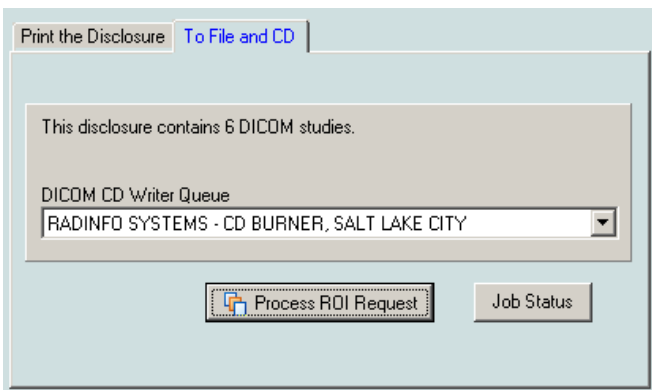 Print the Disclosure To File and CD
This disclosure contains 6 DICOM studies.
DICOM CD Writer Queue
RADINFO SYSTEMS - CD BURNER, SALT LAKE CITY
Process ROI Request Job Status